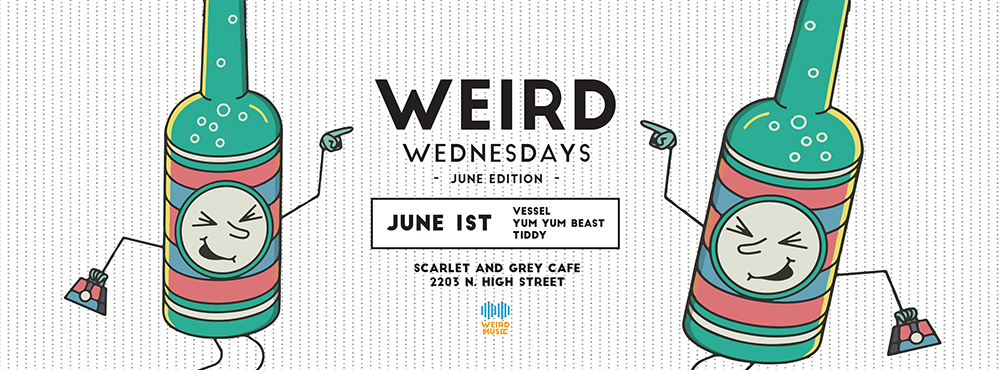 WEIRD
WEDNESDAYS
- JUNE EDITION -
JUNE 1ST
VESSEL
YUM YUM BEAST
TIDDY
SCARLET AND GREY CAFE
2203 N. HIGH STREET
WEIRD
MUSIC